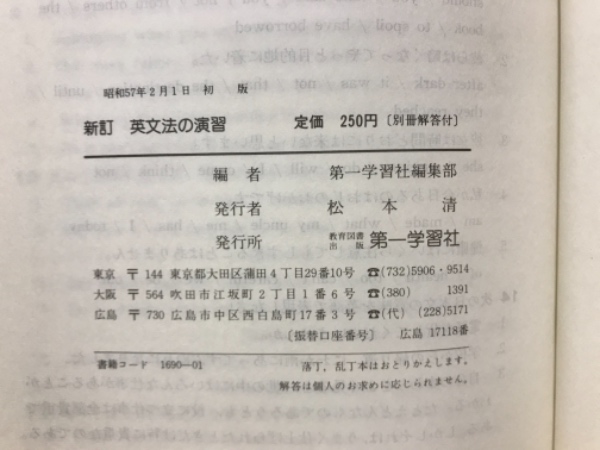 昭和57年2月1日 初 版
新訂 英文法の演習 定価 250円〔別冊解答付〕
編 者 第一学習社編集部
発行者 松 本 清
発行所 教育図書出版 第一学習社
東京 〒144 東京都大田区蒲田4丁目29番10号 ☎(732)5906・9514
大阪 〒564 吹田市江坂町2丁目1番6号 ☎(380) 1391
広島 〒730 広島市中区西白島町17番3号 ☎(代) (228)5171
〔振替口座番号〕 広島 17118番
書籍コード 1690—01 落丁,乱丁本はおとりかえします。
解答は個人のお求めに応じられません。